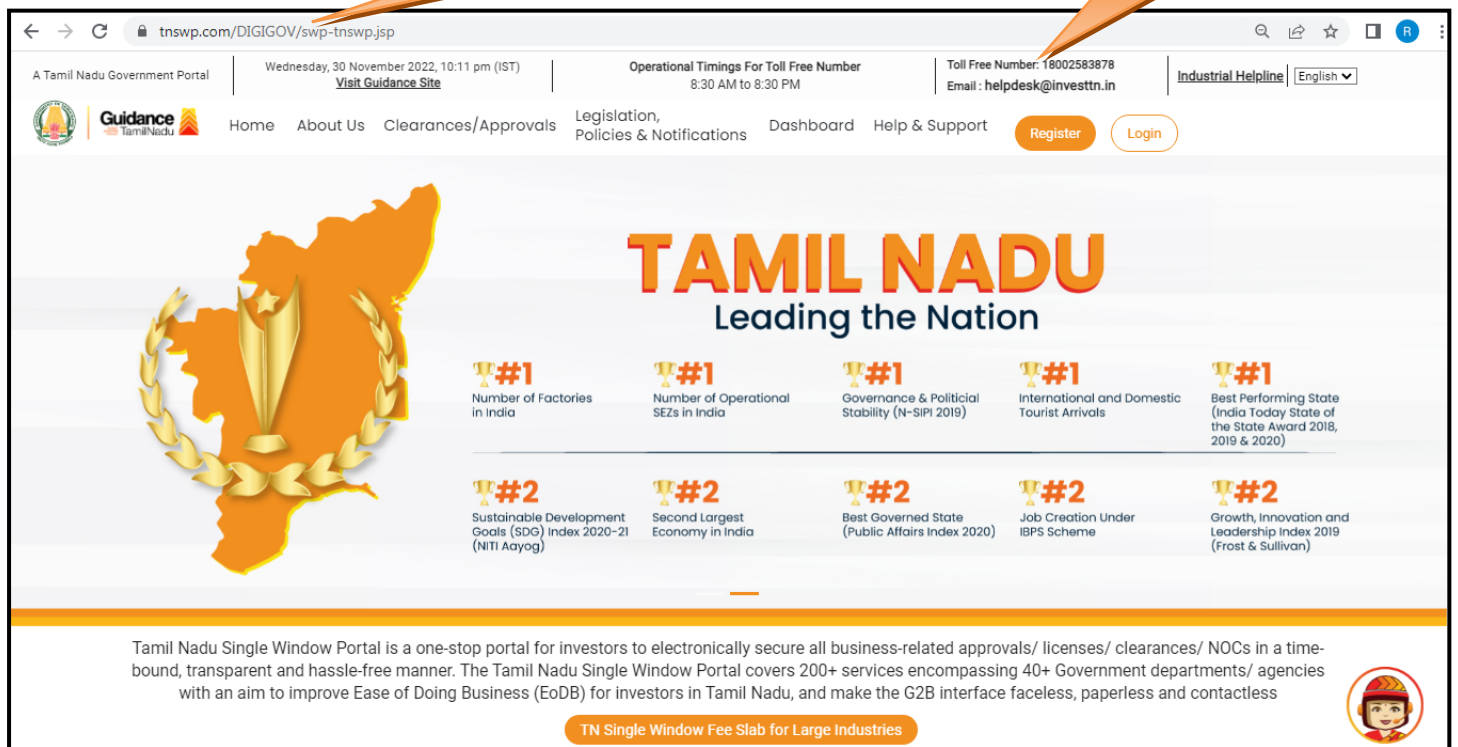 tnswp.com/DIGIGOV/swp-tnswp.jsp
R
A Tamil Nadu Government Portal
Wednesday, 30 November 2022, 10:11 pm (IST)
Visit Guidance Site
Operational Timings For Toll Free Number
8:30 AM to 8:30 PM
Toll Free Number: 18002583878
Email : helpdesk@investtn.in
Industrial Helpline
English
Guidance
TamilNadu
Home
About Us
Clearances/Approvals
Legislation,
Policies & Notifications
Dashboard
Help & Support
Register
Login
TAMIL NADU
Leading the Nation
#1
Number of Factories
in India
#1
Number of Operational
SEZs in India
#1
Governance & Politicial
Stability (N-SIPI 2019)
#1
International and Domestic
Tourist Arrivals
#1
Best Performing State
(India Today State of
the State Award 2018,
2019 & 2020)
#2
Sustainable Development
Goals (SDG) Index 2020-21
(NITI Aayog)
#2
Second Largest
Economy in India
#2
Best Governed State
(Public Affairs Index 2020)
#2
Job Creation Under
IBPS Scheme
#2
Growth, Innovation and
Leadership Index 2019
(Frost & Sullivan)
Tamil Nadu Single Window Portal is a one-stop portal for investors to electronically secure all business-related approvals/ licenses/ clearances/ NOCs in a time-
bound, transparent and hassle-free manner. The Tamil Nadu Single Window Portal covers 200+ services encompassing 40+ Government departments/ agencies
with an aim to improve Ease of Doing Business (EoDB) for investors in Tamil Nadu, and make the G2B interface faceless, paperless and contactless
TN Single Window Fee Slab for Large Industries